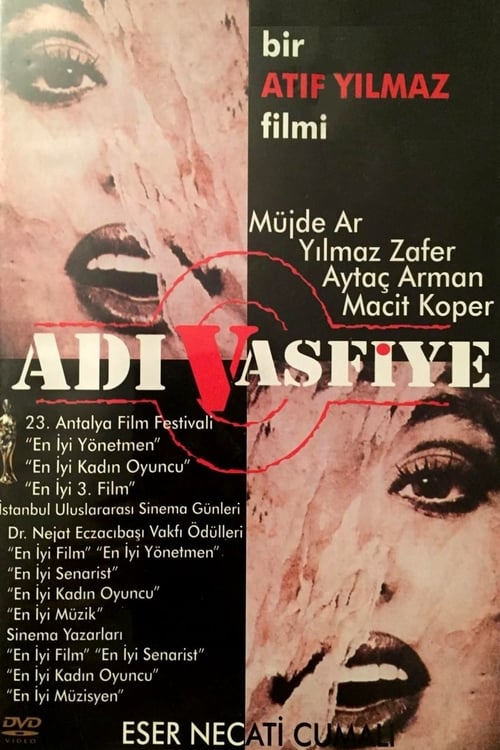 bir
ATIF YILMAZ
filmi
Müjde Ar
Yılmaz Zafer
Aytaç Arman
Macit Koper
ADI VASFİYE
23. Antalya Film Festivali
"En İyi Yönetmen"
"En İyi Kadın Oyuncu"
"En İyi 3. Film"
İstanbul Uluslararası Sinema Günleri
Dr. Nejat Eczacıbaşı Vakfı Ödülleri
"En İyi Film" "En İyi Yönetmen"
"En İyi Senarist"
"En İyi Kadın Oyuncu"
"En İyi Müzik"
Sinema Yazarları
"En İyi Film" "En İyi Senarist"
"En İyi Kadın Oyuncu"
"En İyi Müzisyen"
DVD
VIDEO
ESER NECATİ CUMALI